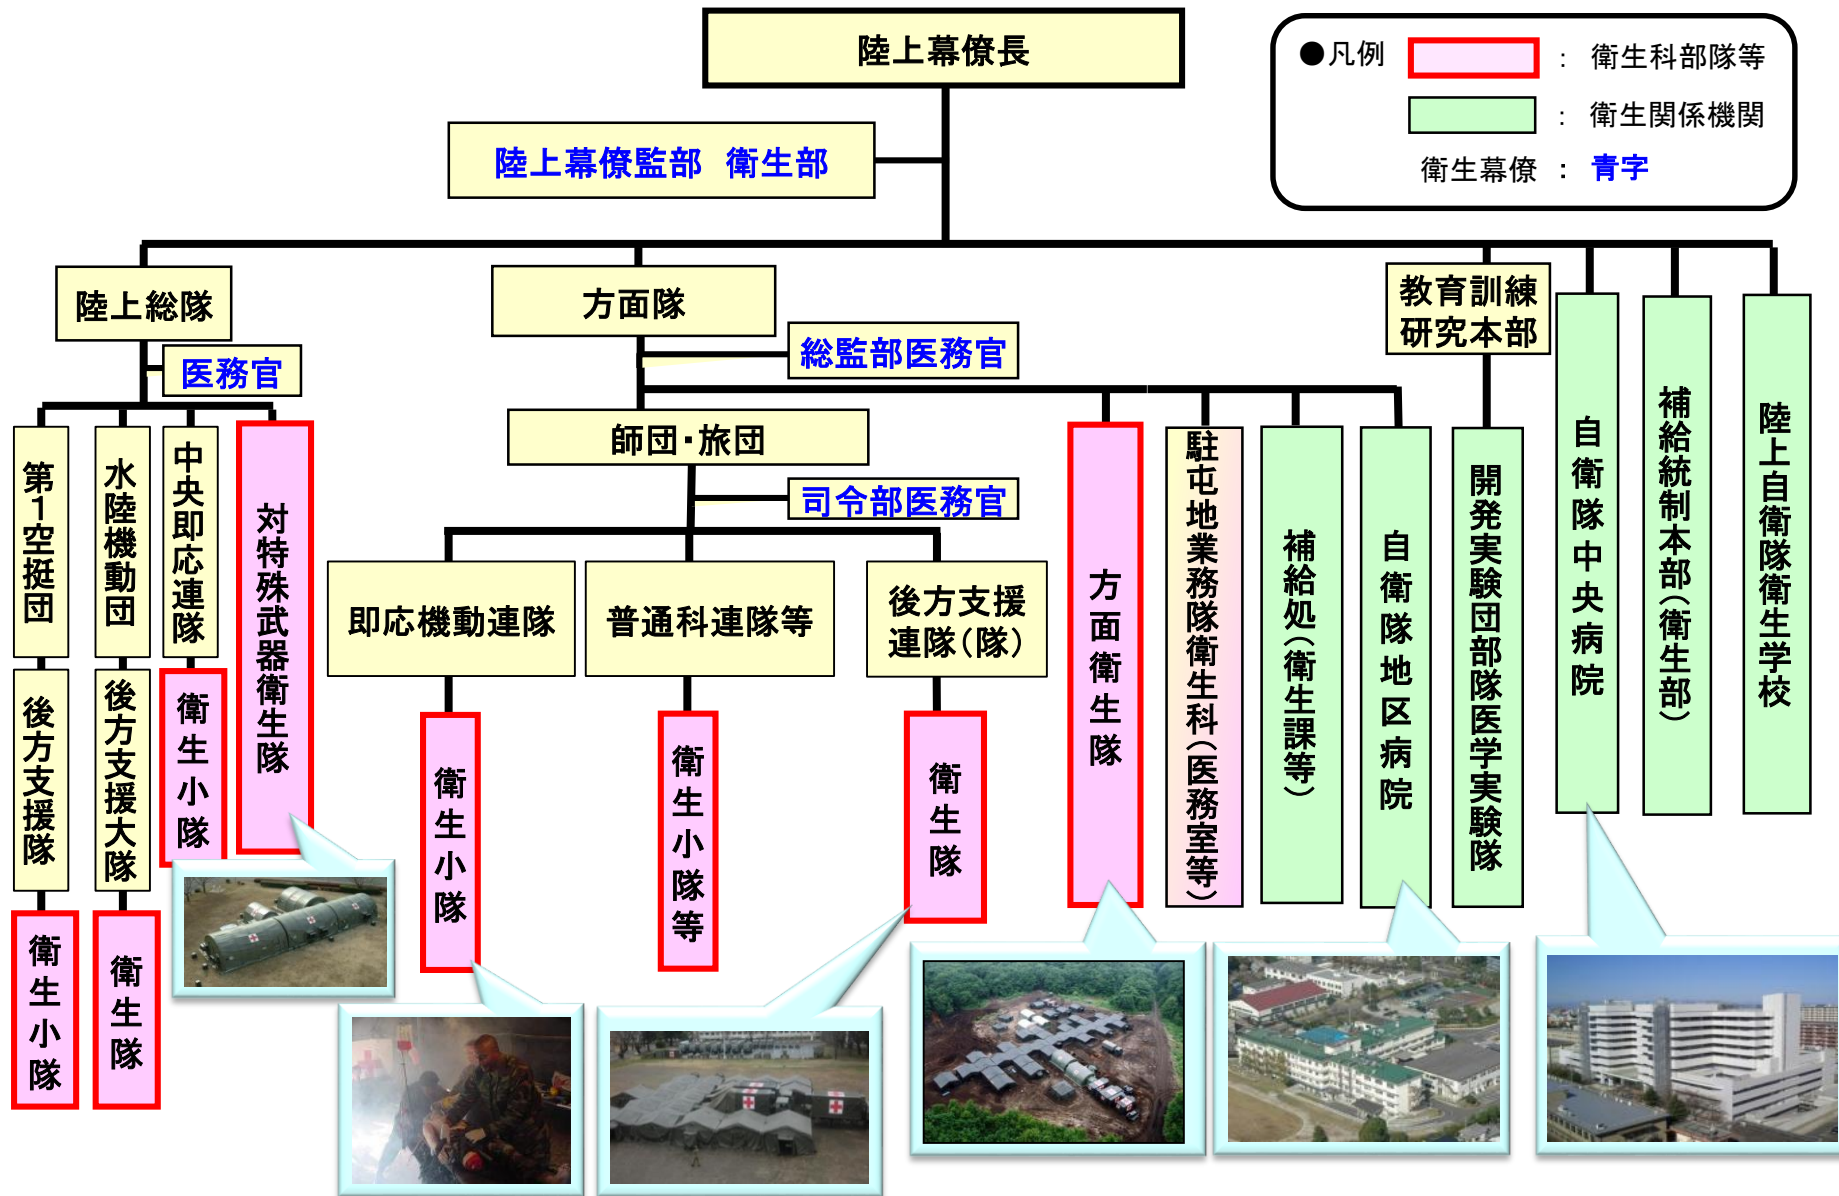 陸上幕僚長
●凡例
： 衛生科部隊等
： 衛生関係機関
衛生幕僚 ： 青字
陸上幕僚監部 衛生部
陸上総隊
方面隊
教育訓練
研究本部
医務官
総監部医務官
師団・旅団
司令部医務官
第1空挺団
水陸機動団
中央即応連隊
対特殊武器衛生隊
即応機動連隊
普通科連隊等
後方支援
連隊(隊)
方面衛生隊
駐屯地業務隊衛生科(医務室等)
補給処(衛生課等)
自衛隊地区病院
開発実験団部隊医学実験隊
自衛隊中央病院
補給統制本部(衛生部)
陸上自衛隊衛生学校
後方支援隊
後方支援大隊
衛生小隊
衛生小隊
衛生小隊等
衛生隊
衛生小隊
衛生隊